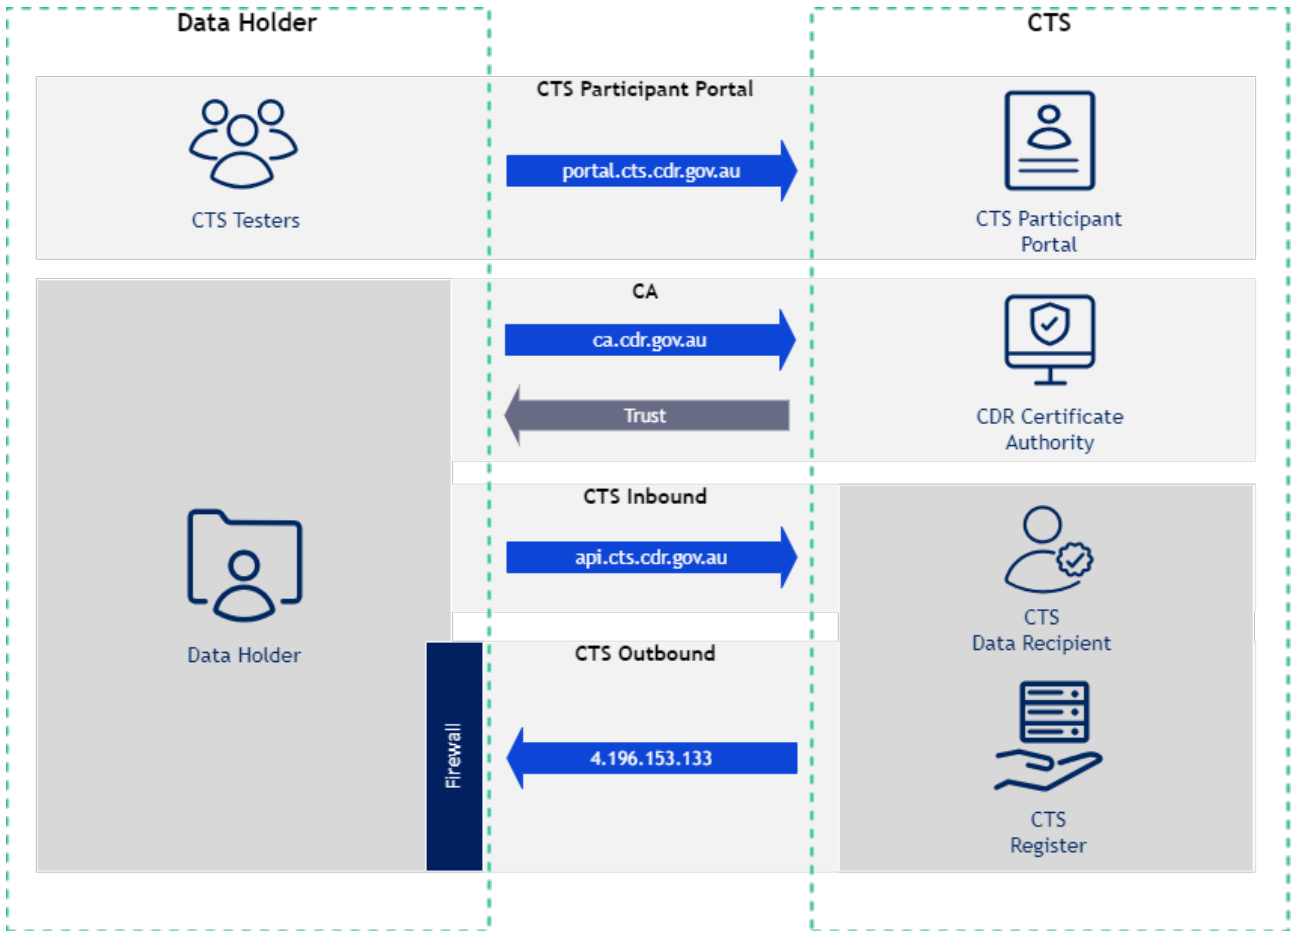 Data Holder
CTS
CTS Participant Portal
portal.cts.cdr.gov.au
CTS Testers
CTS Participant
Portal
CA
ca.cdr.gov.au
Trust
CDR Certificate
Authority
CTS Inbound
api.cts.cdr.gov.au
Data Holder
CTS
Data Recipient
CTS Outbound
Firewall
4.196.153.133
CTS
Register